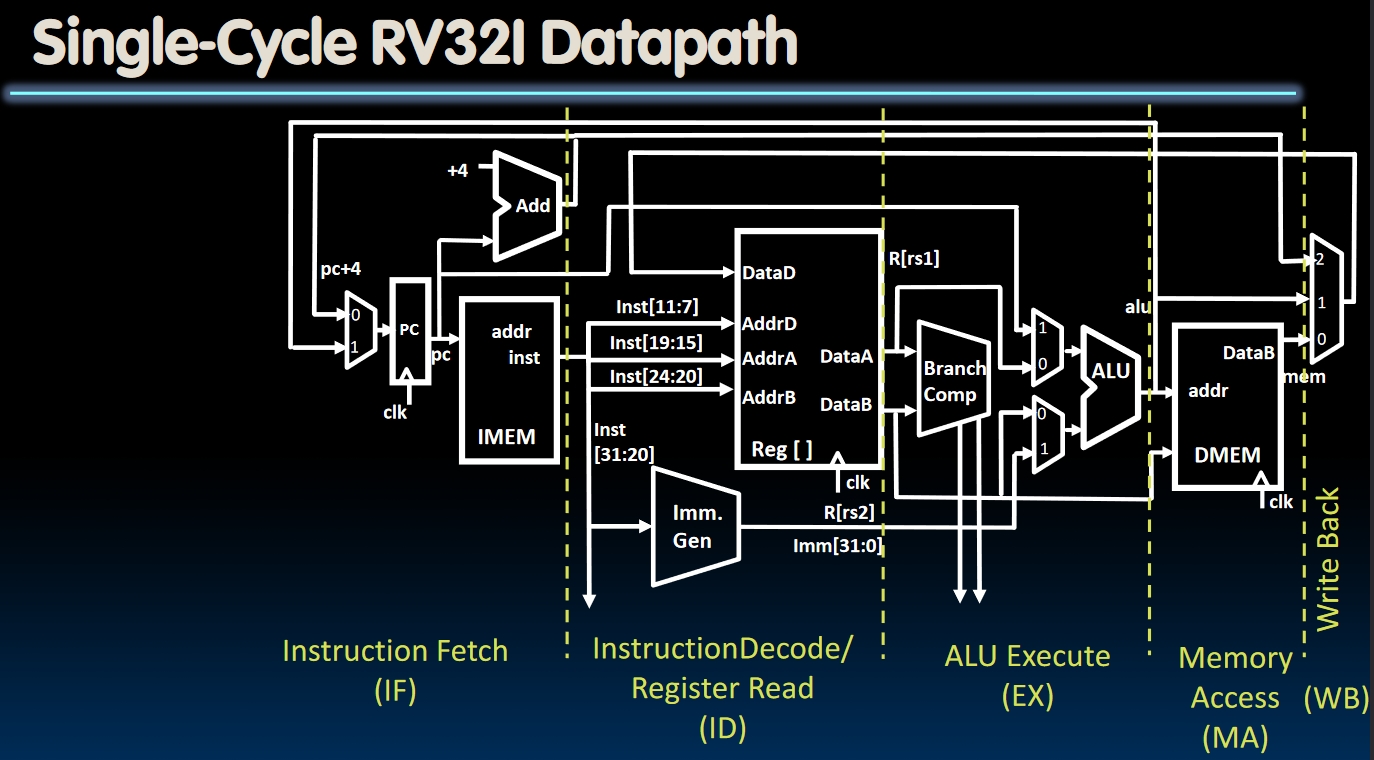 Single-Cycle RV32I Datapath
+4
Add
pc+4
0
1
PC
clk
pc
addr
inst
IMEM
Inst[11:7]
Inst[19:15]
Inst[24:20]
Inst
[31:20]
Imm.
Gen
DataD
AddrD
AddrA
AddrB
DataA
DataB
Reg [ ]
clk
R[rs1]
R[rs2]
Imm[31:0]
Branch
Comp
1
0
0
1
ALU
alu
DataB
addr
DMEM
clk
mem
2
1
0
Instruction Fetch
(IF)
InstructionDecode/
Register Read
(ID)
ALU Execute
(EX)
Memory
Access
(MA)
Write Back
(WB)